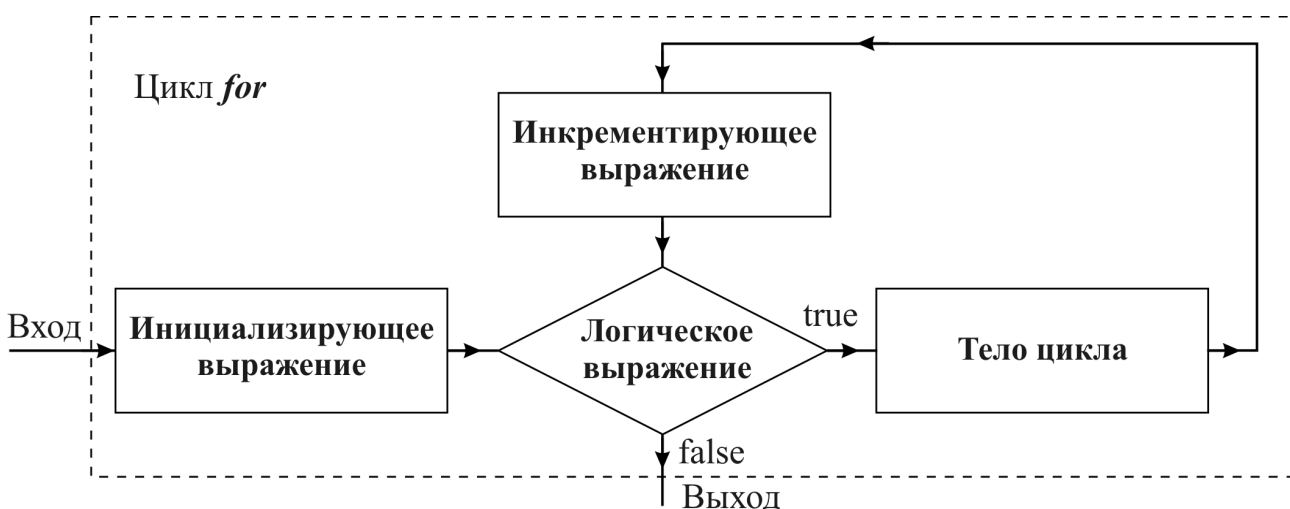 Цикл for
Инкрементирующее
выражение
Вход
Инициализирующее
выражение
Логическое
выражение
true
Тело цикла
false
Выход